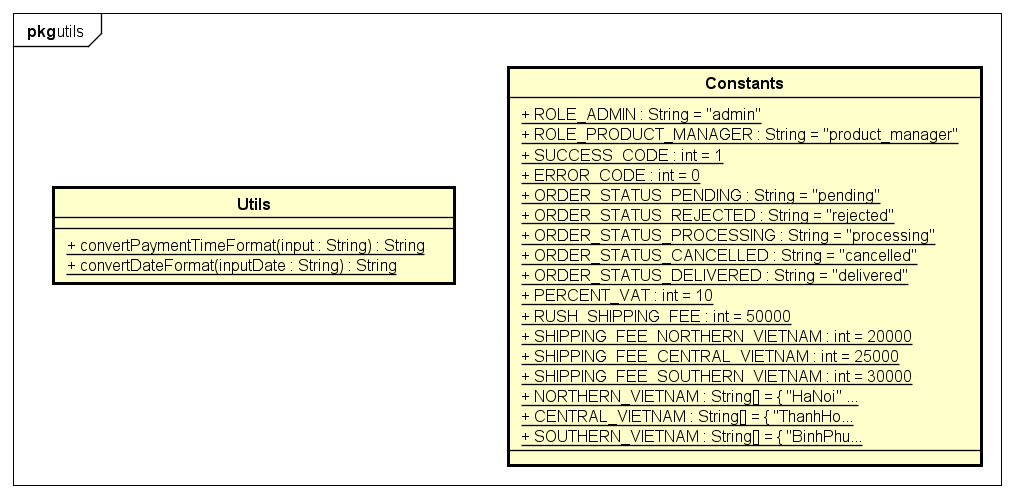 pkg utils
Utils
+ convertPaymentTimeFormat(input : String) : String
+ convertDateFormat(inputDate : String) : String
Constants
+ ROLE_ADMIN : String = "admin"
+ ROLE_PRODUCT_MANAGER : String = "product_manager"
+ SUCCESS_CODE : int = 1
+ ERROR_CODE : int = 0
+ ORDER_STATUS_PENDING : String = "pending"
+ ORDER_STATUS_REJECTED : String = "rejected"
+ ORDER_STATUS_PROCESSING : String = "processing"
+ ORDER_STATUS_CANCELLED : String = "cancelled"
+ ORDER_STATUS_DELIVERED : String = "delivered"
+ PERCENT_VAT : int = 10
+ RUSH_SHIPPING_FEE : int = 50000
+ SHIPPING_FEE_NORTHERN_VIETNAM : int = 20000
+ SHIPPING_FEE_CENTRAL_VIETNAM : int = 25000
+ SHIPPING_FEE_SOUTHERN_VIETNAM : int = 30000
+ NORTHERN_VIETNAM : String[] = { "HaNoi" ...
+ CENTRAL_VIETNAM : String[] = { "ThanhHo...
+ SOUTHERN_VIETNAM : String[] = { "BinhPhu...